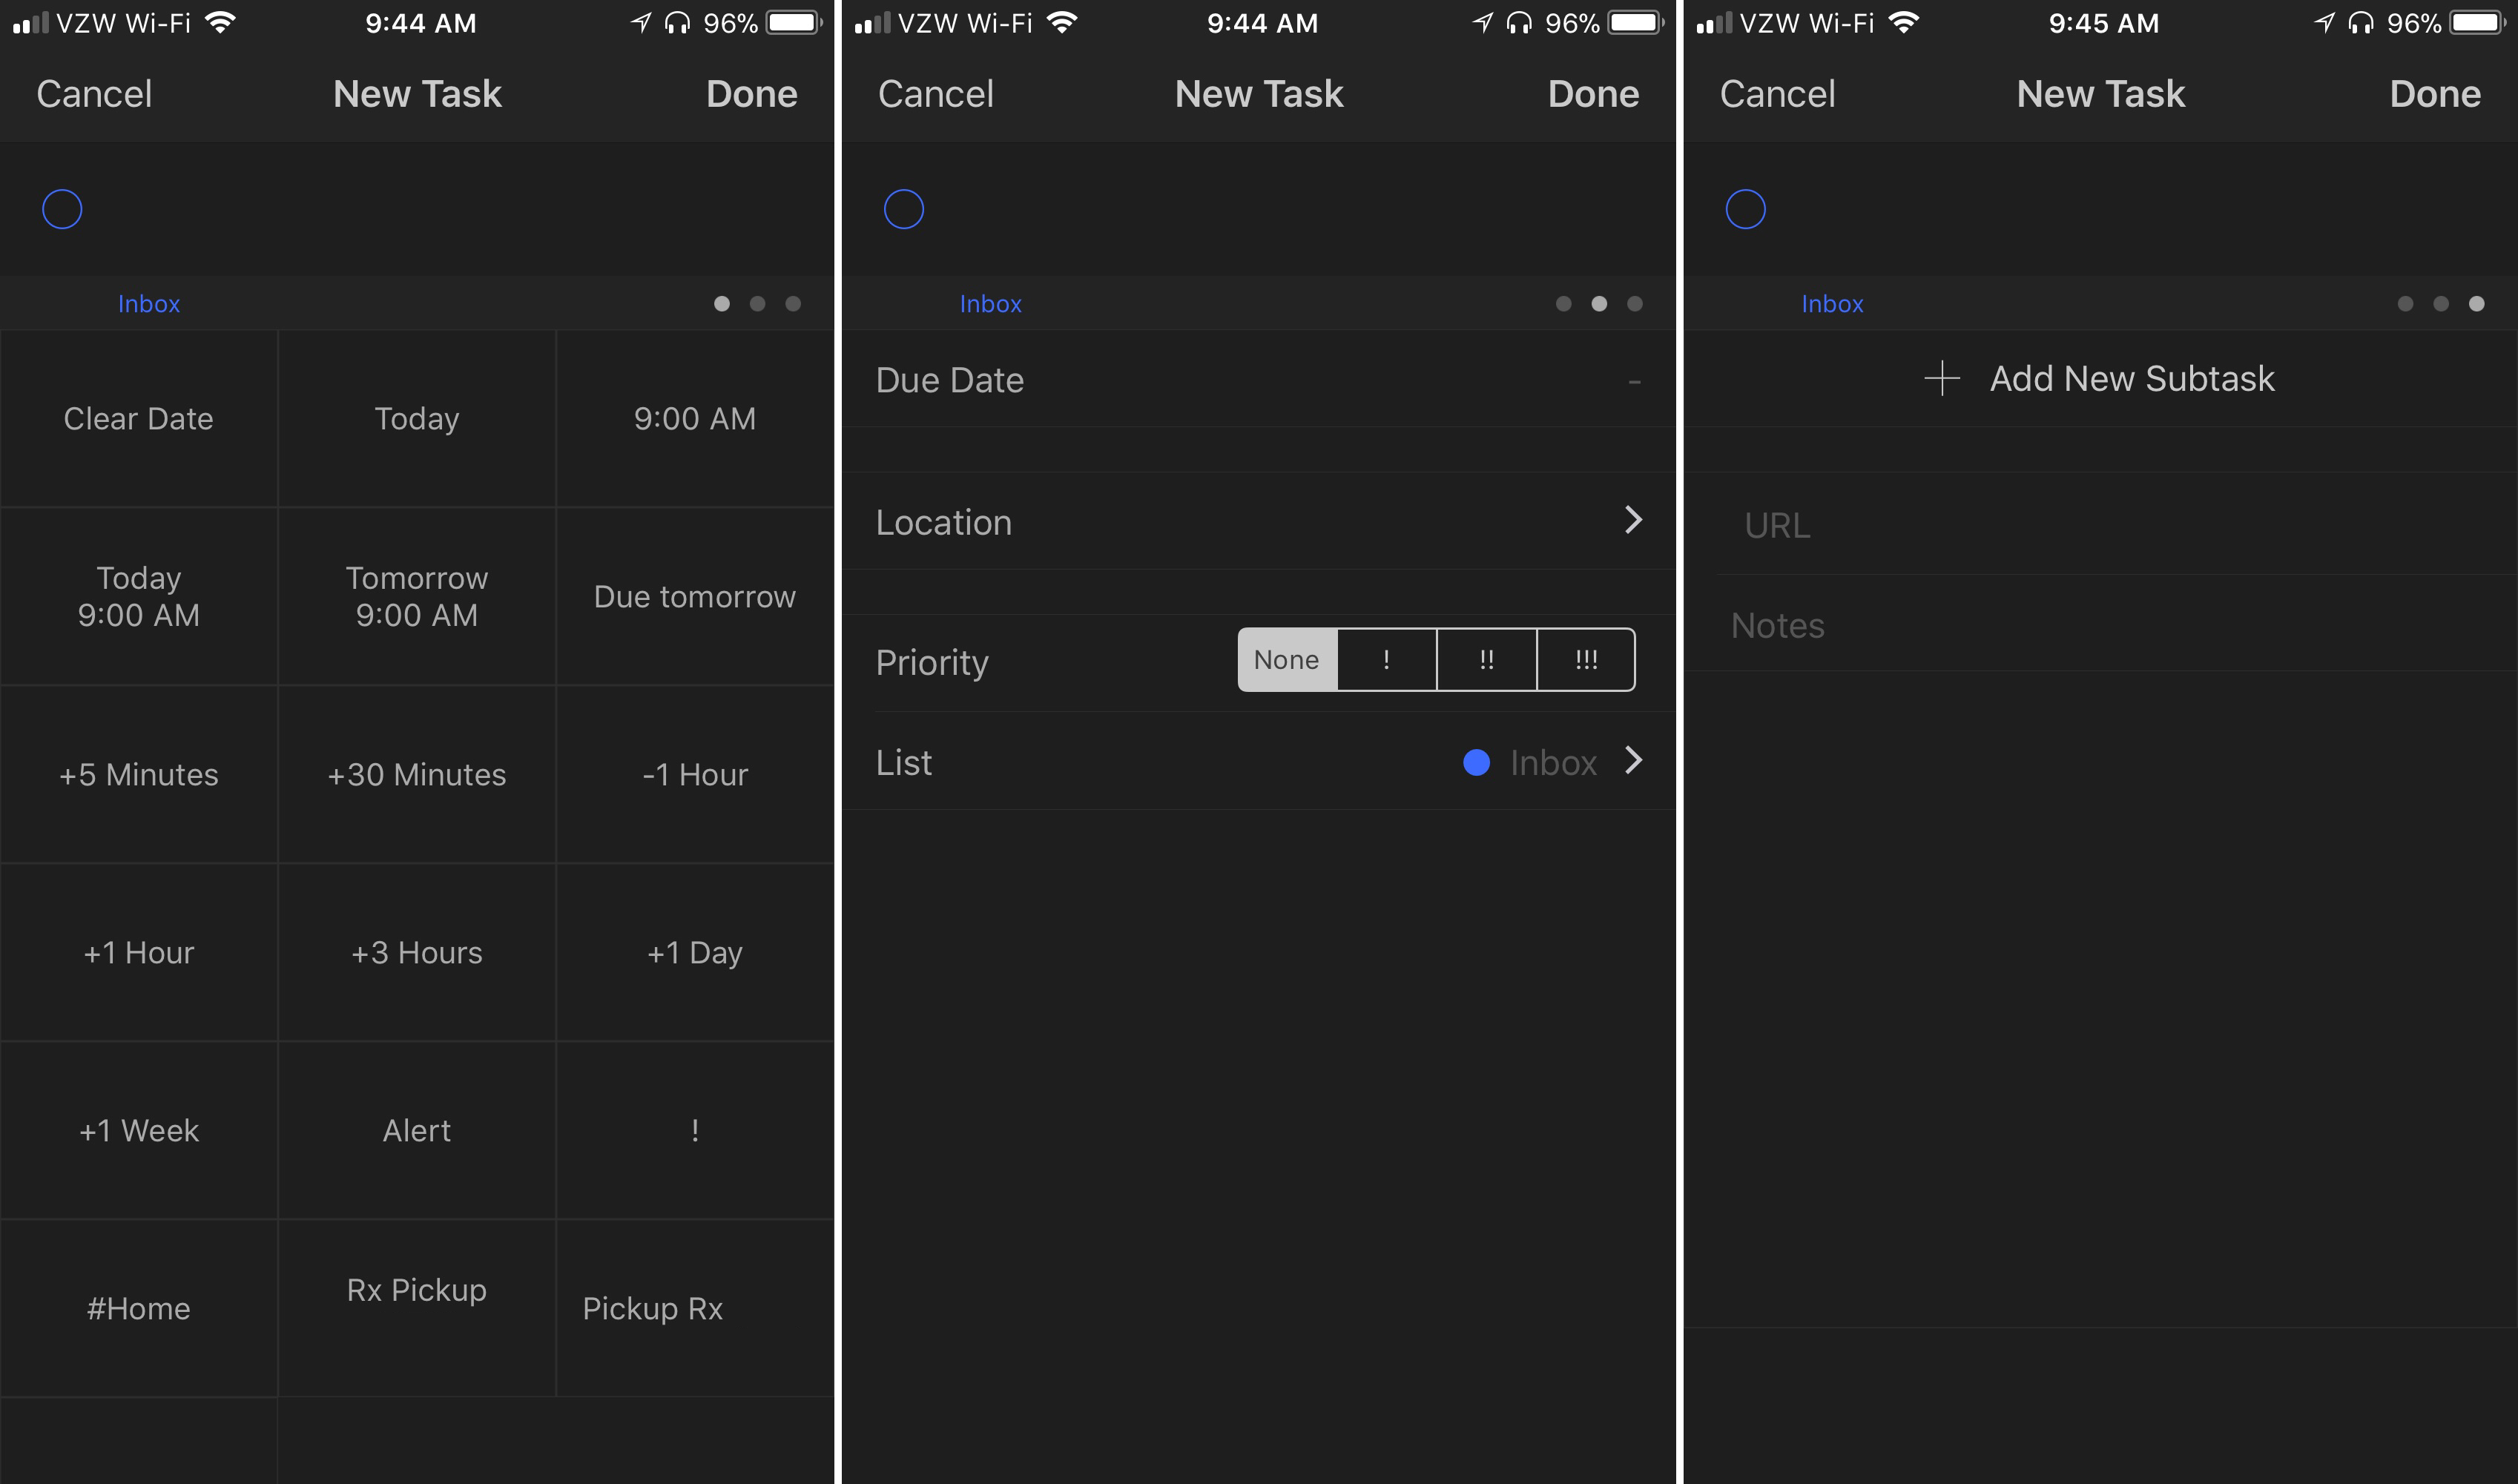 VZW Wi-Fi 9:44 AM 96%
Cancel New Task Done
Inbox
Clear Date Today 9:00 AM
Today
9:00 AM
Tomorrow
9:00 AM
Due tomorrow
+5 Minutes +30 Minutes -1 Hour
+1 Hour +3 Hours +1 Day
+1 Week Alert !
#Home Rx Pickup Pickup Rx
VZW Wi-Fi 9:44 AM 96%
Cancel New Task Done
Inbox
Due Date -
Location
Priority None ! !! !!!
List Inbox
VZW Wi-Fi 9:45 AM 96%
Cancel New Task Done
Inbox
Add New Subtask
URL
Notes